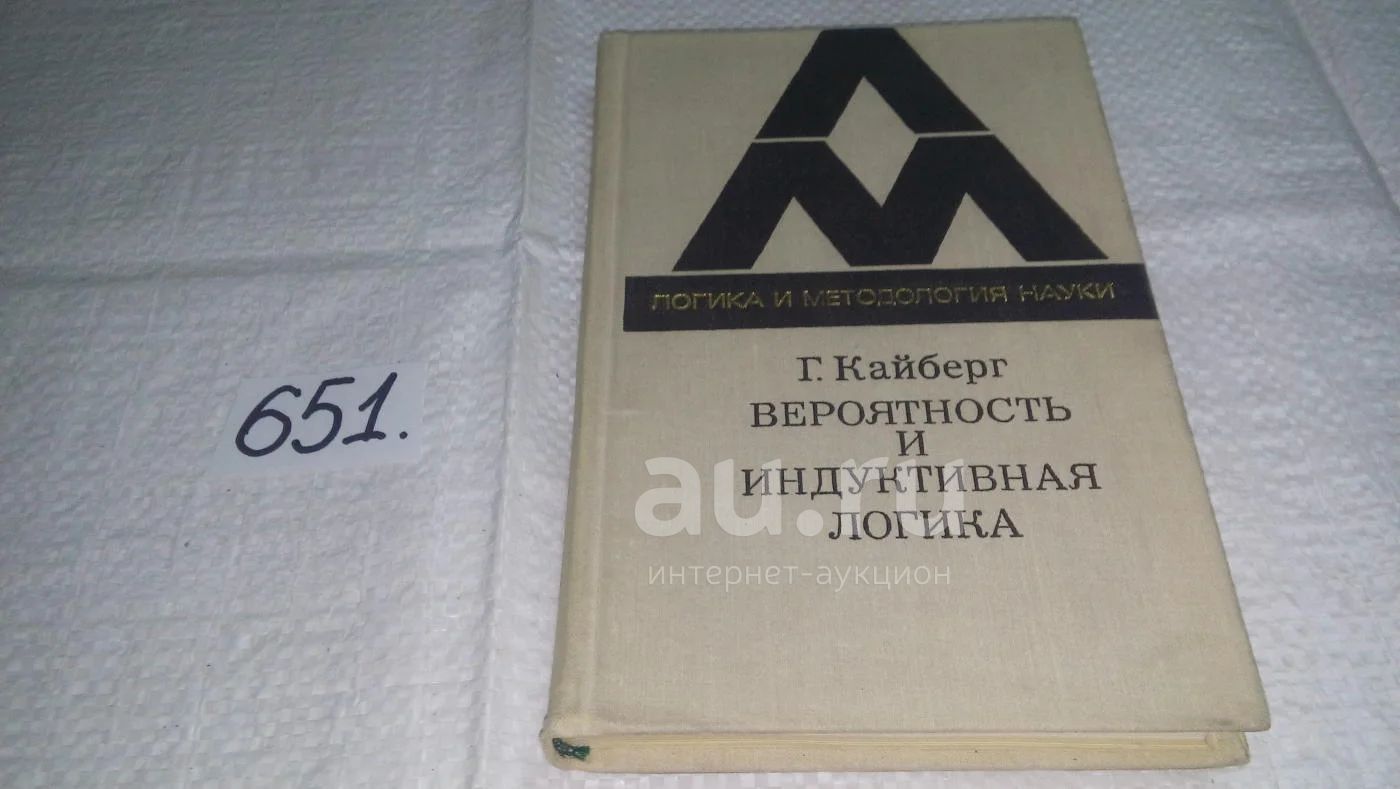 ЛОГИКА И МЕТОДОЛОГИЯ НАУКИ
Г. Кайберг
ВЕРОЯТНОСТЬ
И
ИНДУКТИВНАЯ
ЛОГИКА
651.
au.ru
интернет-аукцион